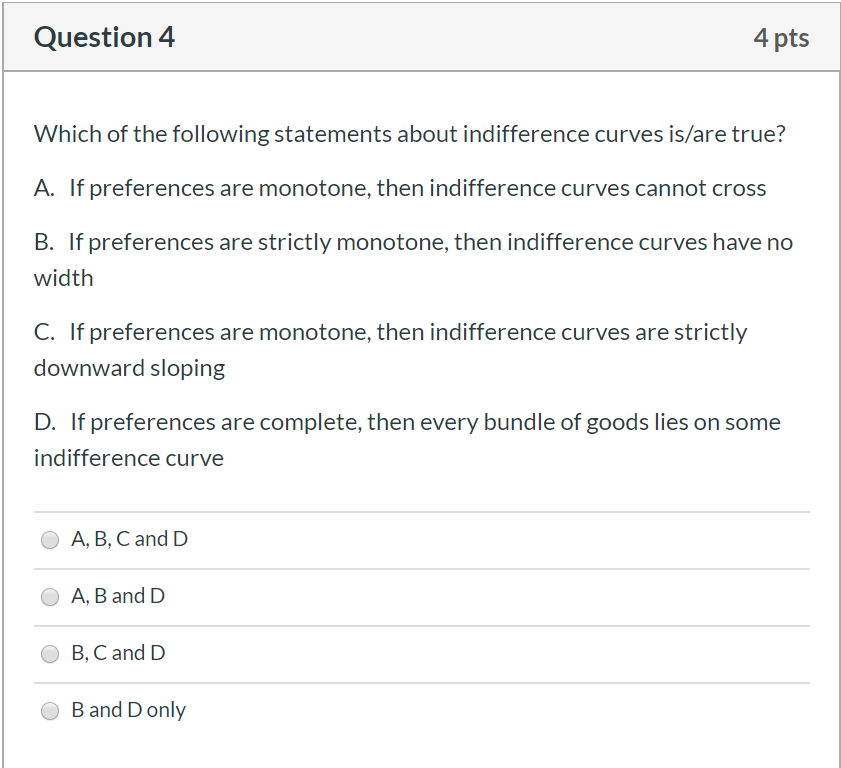 Question 4
4 pts
Which of the following statements about indifference curves is/are true?
A. If preferences are monotone, then indifference curves cannot cross
B. If preferences are strictly monotone, then indifference curves have no
width
C. If preferences are monotone, then indifference curves are strictly
downward sloping
D. If preferences are complete, then every bundle of goods lies on some
indifference curve
A, B, C and D
A, B and D
B, C and D
B and D only